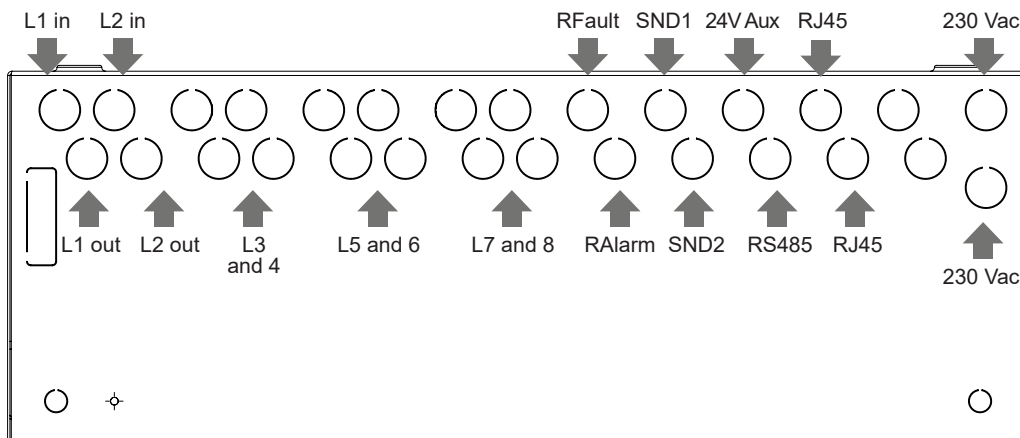 L1 in L2 in RFault SND1 24V Aux RJ45 230 Vac
L1 out L2 out L3 and 4 L5 and 6 L7 and 8 RAlarm SND2 RS485 RJ45
230 Vac